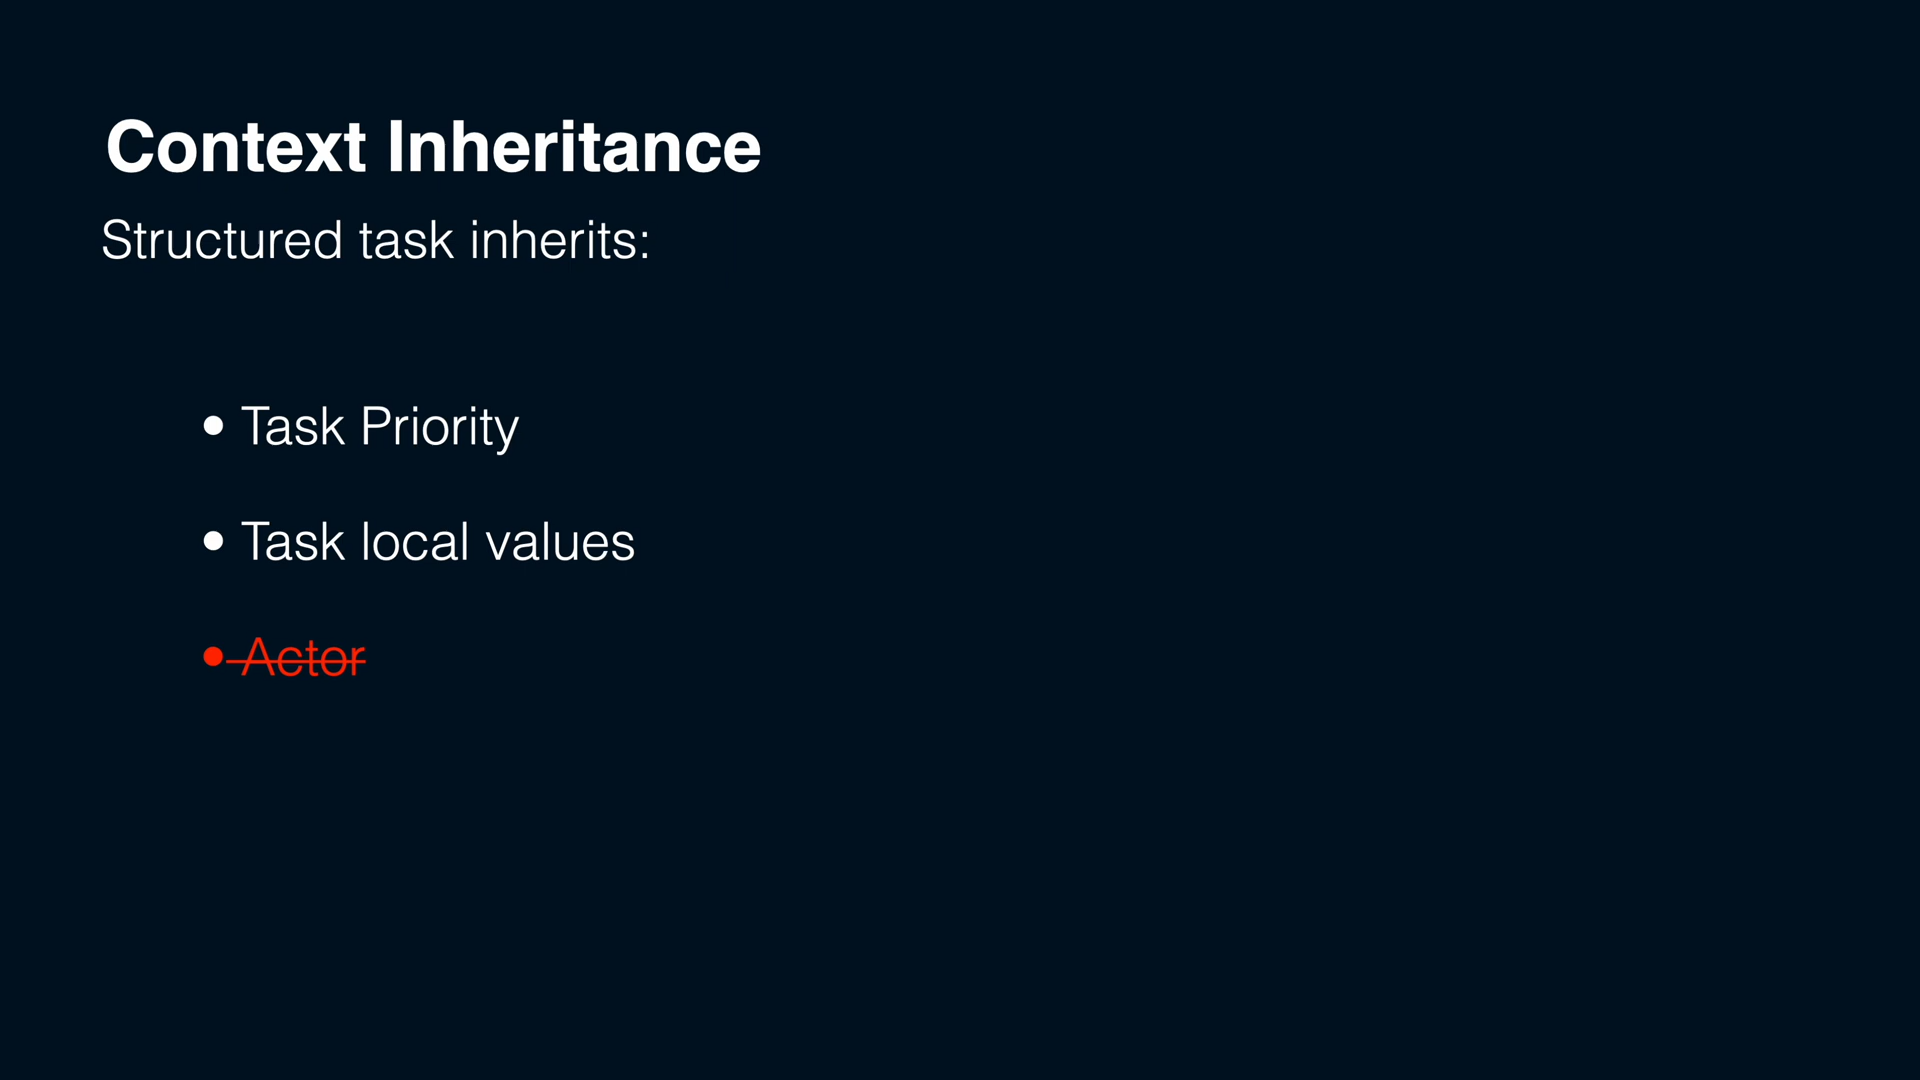 Context Inheritance
Structured task inherits:
• Task Priority
• Task local values
• Actor